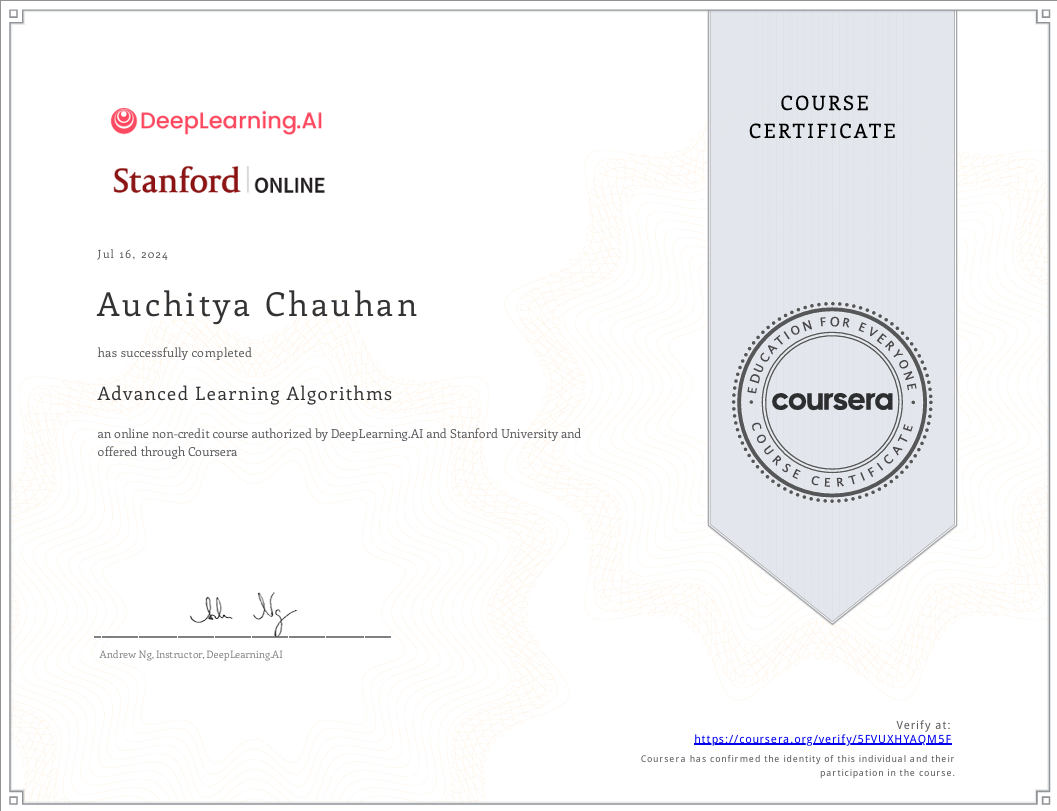 DeepLearning.AI
Stanford ONLINE
COURSE
CERTIFICATE
Jul 16, 2024
Auchitya Chauhan
has successfully completed
Advanced Learning Algorithms
an online non-credit course authorized by DeepLearning.AI and Stanford University and
offered through Coursera
EDUCATION FOR EVERYONE
coursera
COURSE CERTIFICATE
Andrew Ng, Instructor, DeepLearning.AI
Verify at:
https://coursera.org/verify/5FVUXHYAQM5F
Coursera has confirmed the identity of this individual and their
participation in the course.